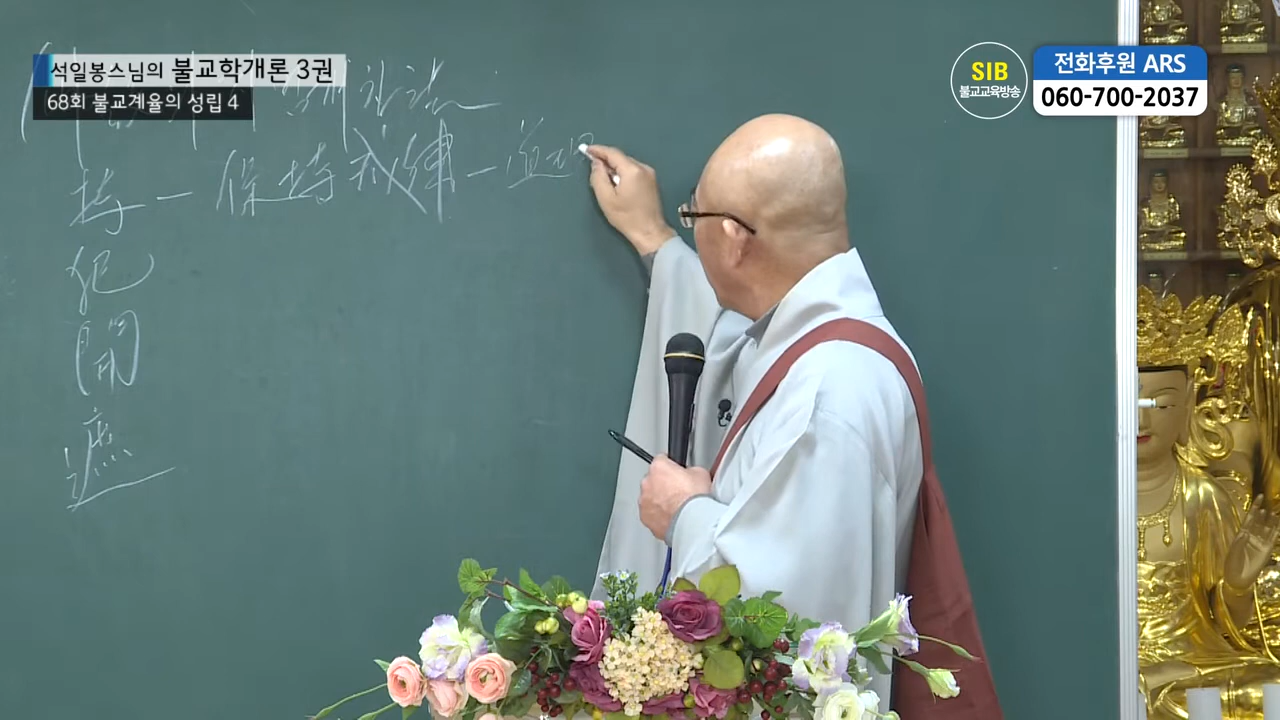 석일봉스님의 불교학개론 3권
68회 불교계율의 성립 4
SIB
불교교육방송
전화후원 ARS
060-700-2037
持 - 保持戒律 - 道理
犯
開
遮